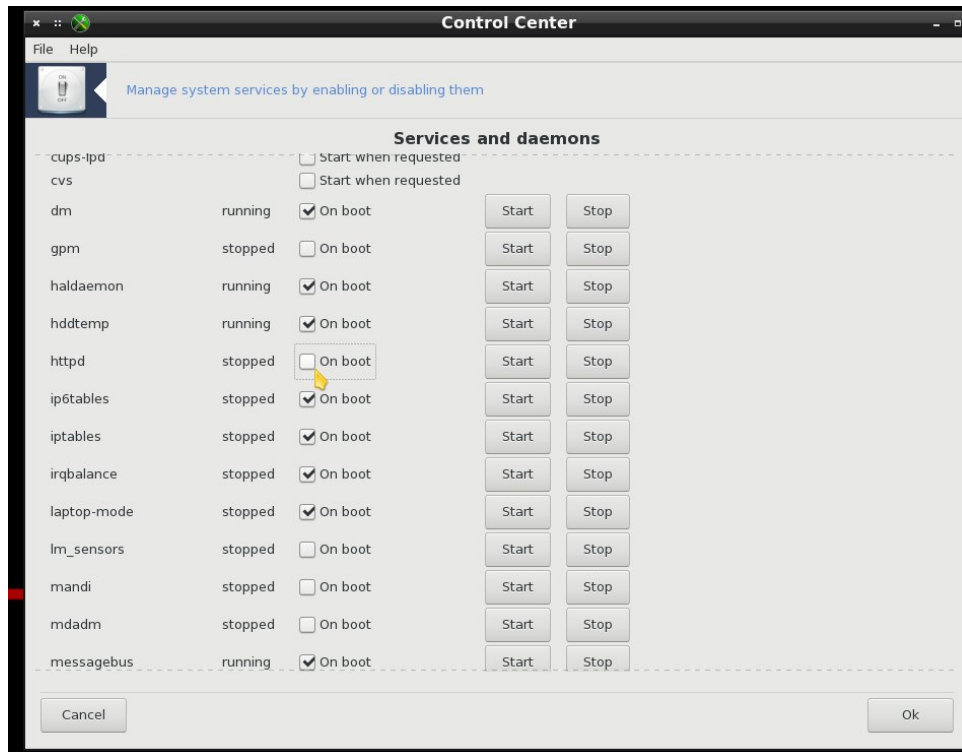 Control Center
File Help
ON
OFF
Manage system services by enabling or disabling them
Services and daemons
cups-lpd Start when requested
cvs Start when requested
dm running On boot Start Stop
gpm stopped On boot Start Stop
haldaemon running On boot Start Stop
hddtemp running On boot Start Stop
httpd stopped On boot Start Stop
ip6tables stopped On boot Start Stop
iptables stopped On boot Start Stop
irqbalance stopped On boot Start Stop
laptop-mode stopped On boot Start Stop
lm_sensors stopped On boot Start Stop
mandi stopped On boot Start Stop
mdadm stopped On boot Start Stop
messagebus running On boot Start Stop
Cancel Ok